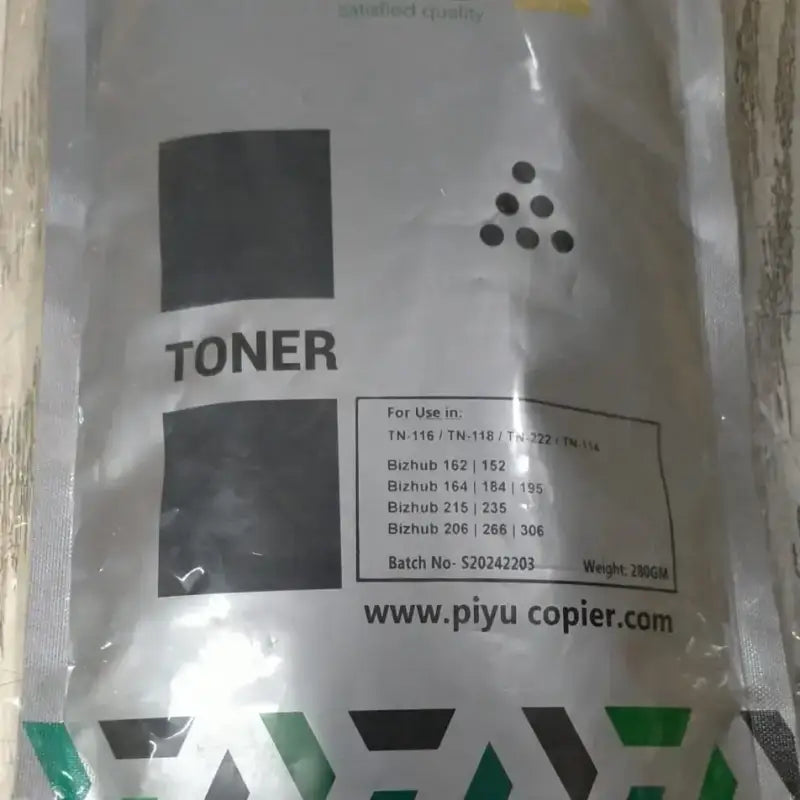 satisfied quality
TONER
For Use in:
TN-116 / TN-118 / TN-222 / TN-114
Bizhub 162 | 152
Bizhub 164 | 184 | 195
Bizhub 215 | 235
Bizhub 206 | 266 | 306
Batch No- S20242203 Weight: 280GM
www.piyu copier.com